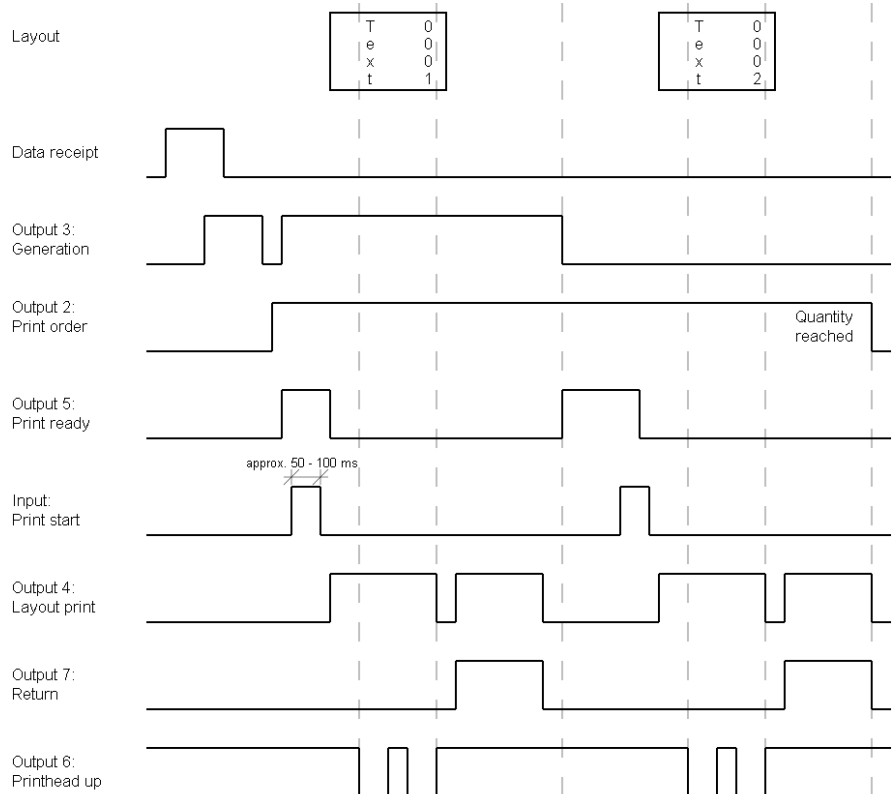 Layout
T 0
e 0
x 0
t 1
T 0
e 0
x 0
t 2
Data receipt
Output 3:
Generation
Output 2:
Print order
Quantity
reached
Output 5:
Print ready
approx. 50 - 100 ms
Input:
Print start
Output 4:
Layout print
Output 7:
Return
Output 6:
Printhead up